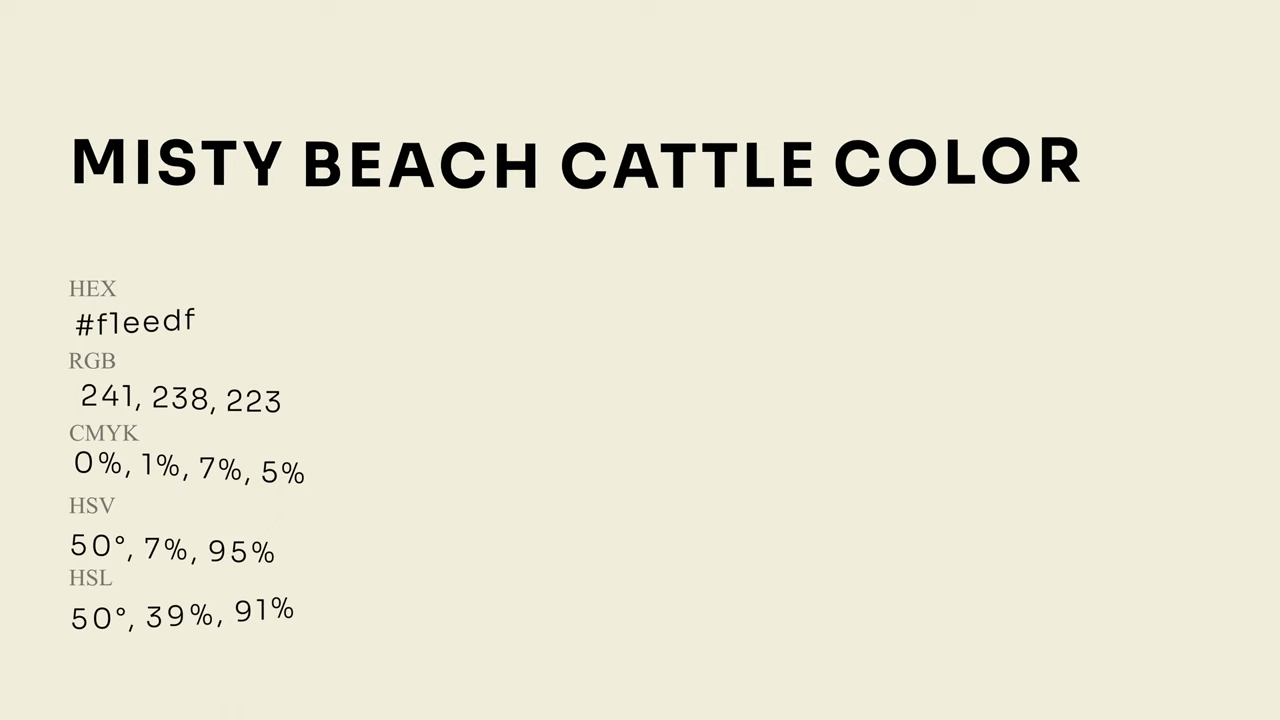 MISTY BEACH CATTLE COLOR
HEX
#f1eedf
RGB
241, 238, 223
CMYK
0%, 1%, 7%, 5%
HSV
50°, 7%, 95%
HSL
50°, 39%, 91%